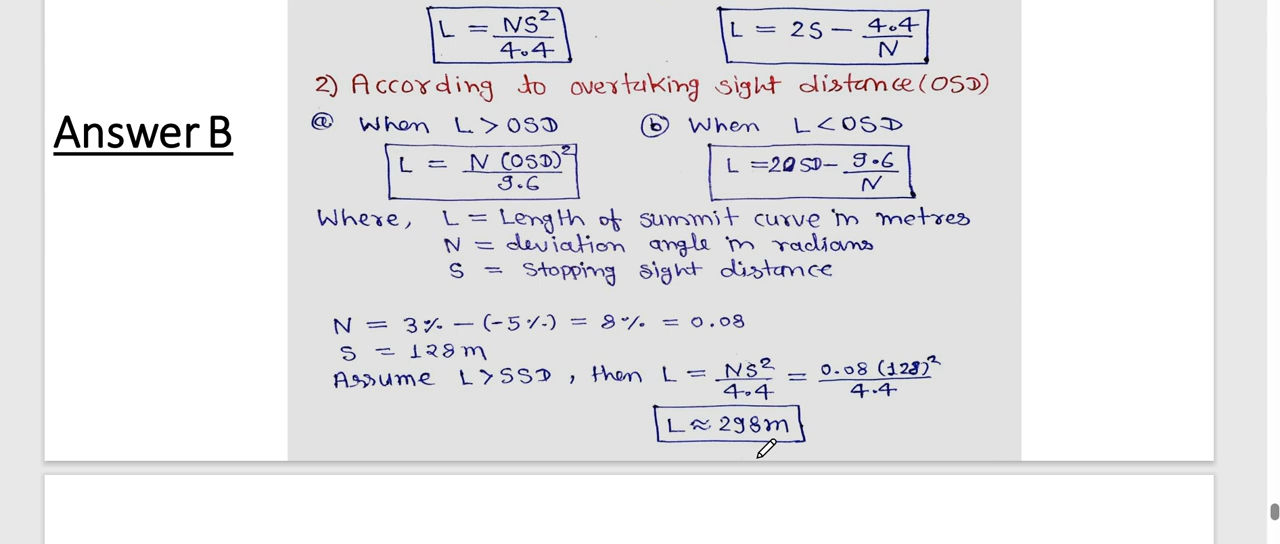 L = NS²/4.4    L = 2S - 4.4/N
2) According to overtaking sight distance (OSD)
Answer B
ⓐ When L > OSD    ⓑ When L < OSD
L = N (OSD)²/9.6    L = 2OSD - 9.6/N
Where, L = Length of summit curve in metres
N = deviation angle in radians
S = Stopping sight distance
N = 3% - (-5%) = 8% = 0.08
S = 128m
Assume L > SSD, then L = NS²/4.4 = 0.08 (128)²/4.4
L ≈ 298m